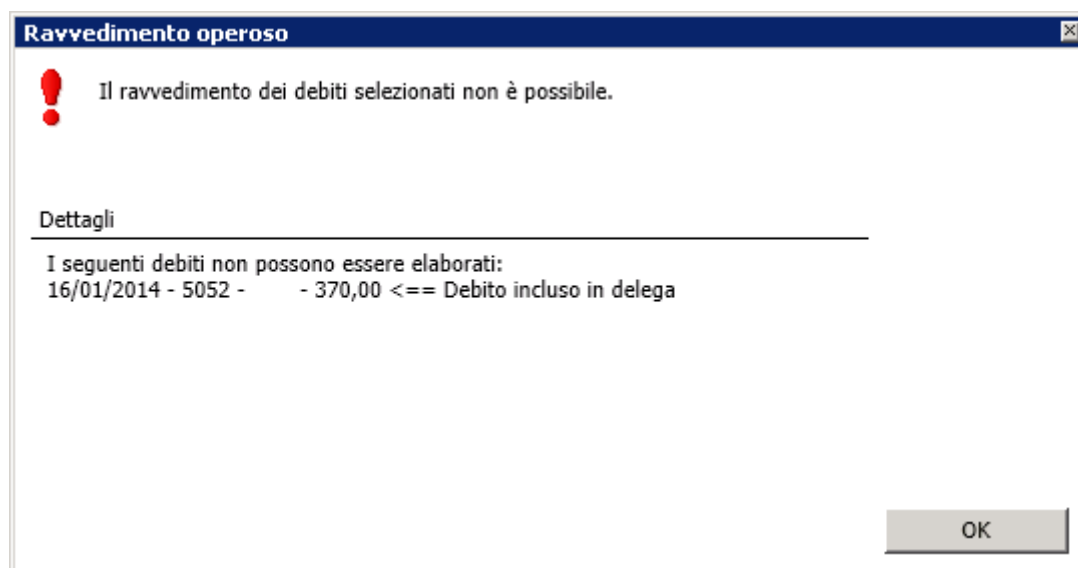 Ravvedimento operoso
Il ravvedimento dei debiti selezionati non è possibile.
Dettagli
I seguenti debiti non possono essere elaborati:
16/01/2014 - 5052 -       - 370,00 <== Debito incluso in delega
OK